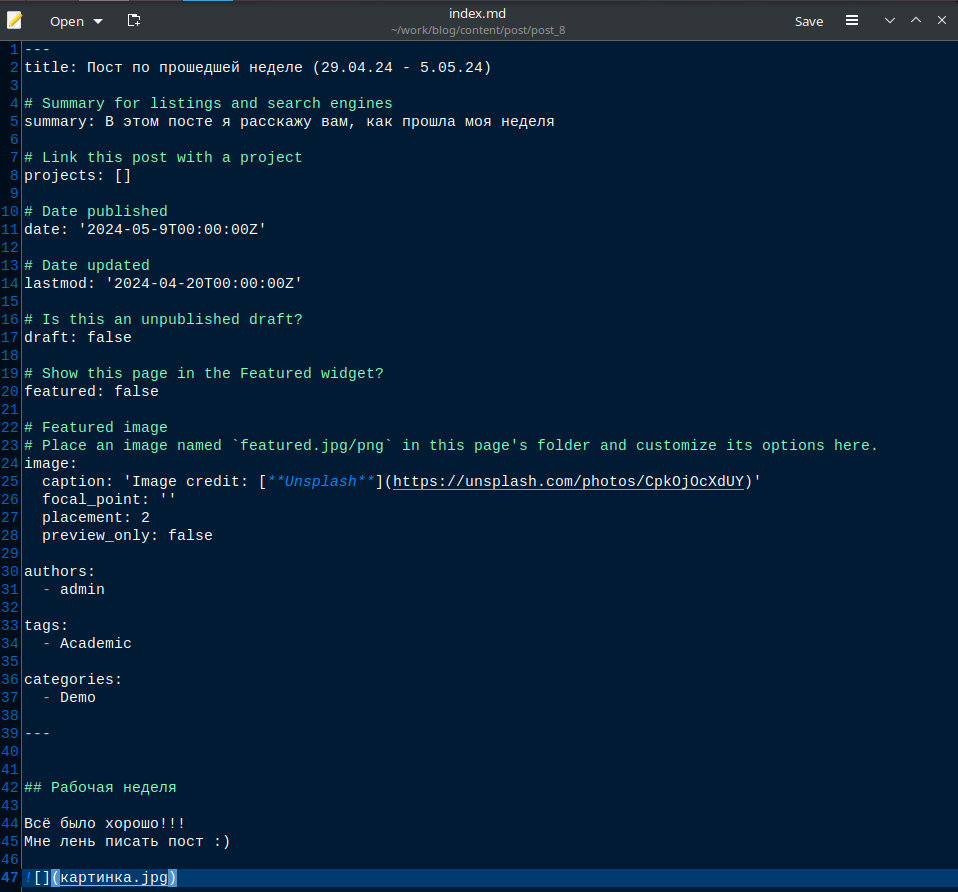 Open
index.md
~/work/blog/content/post/post_8
Save
1 ---
2 title: Пост по прошедшей неделе (29.04.24 - 5.05.24)
3
4 # Summary for listings and search engines
5 summary: В этом посте я расскажу вам, как прошла моя неделя
6
7 # Link this post with a project
8 projects: []
9
10 # Date published
11 date: '2024-05-9T00:00:00Z'
12
13 # Date updated
14 lastmod: '2024-04-20T00:00:00Z'
15
16 # Is this an unpublished draft?
17 draft: false
18
19 # Show this page in the Featured widget?
20 featured: false
21
22 # Featured image
23 # Place an image named `featured.jpg/png` in this page's folder and customize its options here.
24 image:
25   caption: 'Image credit: [**Unsplash**](https://unsplash.com/photos/CpkOjOcXdUY)'
26   focal_point: ''
27   placement: 2
28   preview_only: false
29
30 authors:
31   - admin
32
33 tags:
34   - Academic
35
36 categories:
37   - Demo
38
39 ---
40
41
42 ## Рабочая неделя
43
44 Всё было хорошо!!!
45 Мне лень писать пост :)
46
47 ![](картинка.jpg)